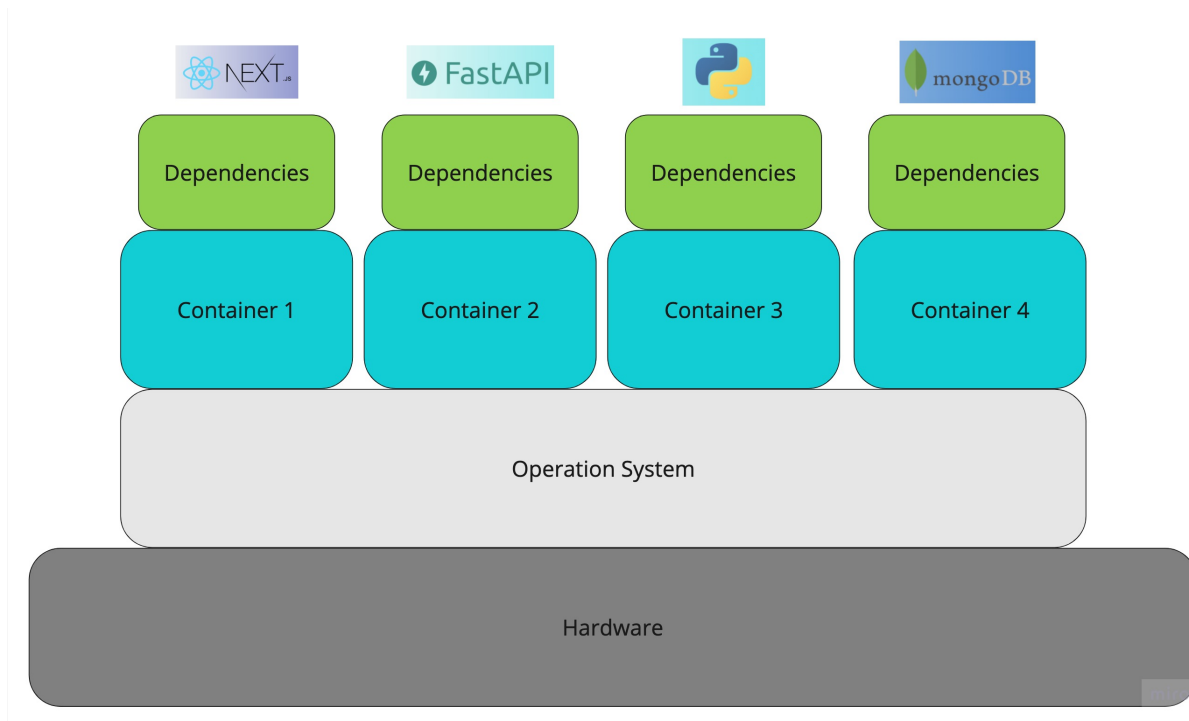 NEXT.JS
FastAPI
mongoDB
Dependencies
Dependencies
Dependencies
Dependencies
Container 1
Container 2
Container 3
Container 4
Operation System
Hardware